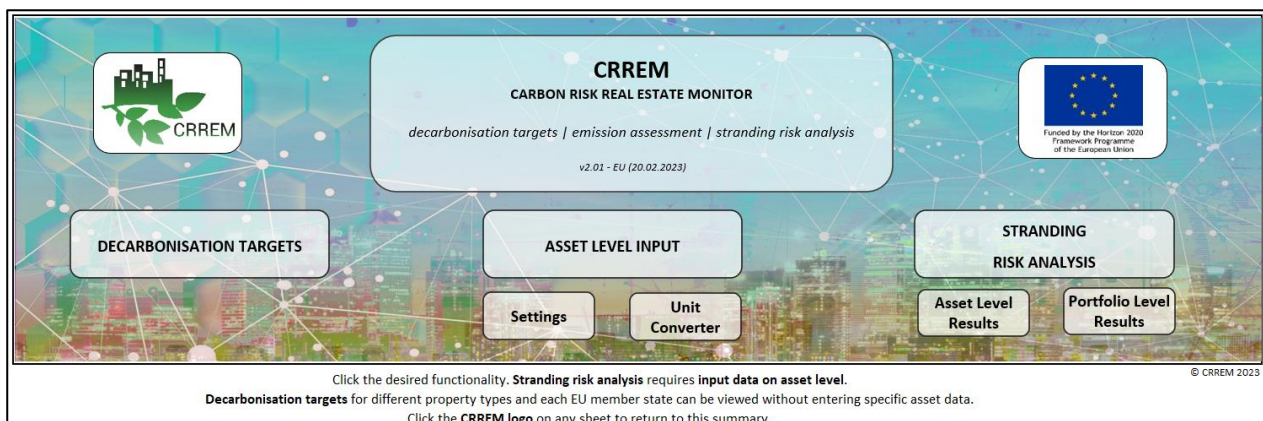 CRREM
CRREM
CARBON RISK REAL ESTATE MONITOR
decarbonisation targets | emission assessment | stranding risk analysis
v2.01 - EU (20.02.2023)
Funded by the Horizon 2020
Framework Programme
of the European Union
DECARBONISATION TARGETS
ASSET LEVEL INPUT
Settings
Unit
Converter
STRANDING
RISK ANALYSIS
Asset Level
Results
Portfolio Level
Results
© CRREM 2023
Click the desired functionality. Stranding risk analysis requires input data on asset level.
Decarbonisation targets for different property types and each EU member state can be viewed without entering specific asset data.
Click the CRREM logo on any sheet to return to this summary.